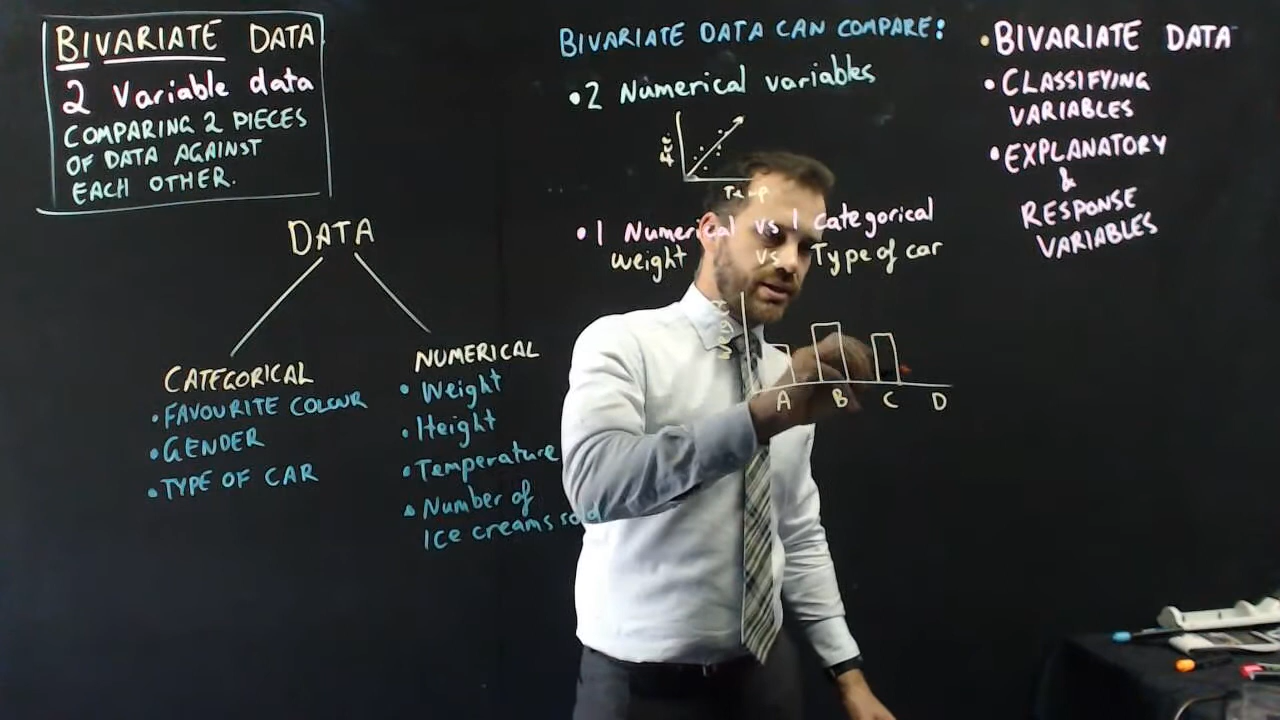 BIVARIATE DATA
2 Variable data
COMPARING 2 PIECES
OF DATA AGAINST
EACH OTHER.
DATA
CATEGORICAL
• FAVOURITE COLOUR
• GENDER
• TYPE OF CAR
NUMERICAL
• Weight
• Height
• Temperature
• Number of
Ice creams sold
BIVARIATE DATA CAN COMPARE:
• 2 Numerical variables
Temp
• 1 Numerical vs 1 categorical
Weight vs Type of car
Weight
A B C D
• BIVARIATE DATA
• CLASSIFYING
VARIABLES
• EXPLANATORY
&
RESPONSE
VARIABLES